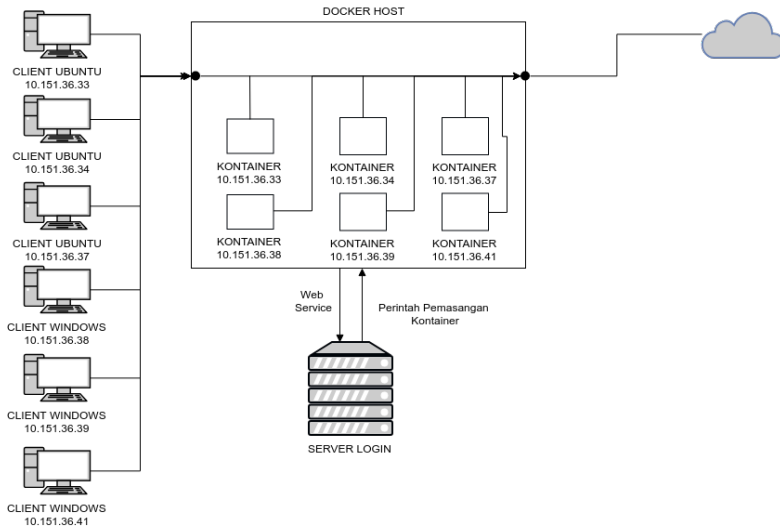 DOCKER HOST
CLIENT UBUNTU
10.151.36.33
CLIENT UBUNTU
10.151.36.34
CLIENT UBUNTU
10.151.36.37
CLIENT WINDOWS
10.151.36.38
CLIENT WINDOWS
10.151.36.39
CLIENT WINDOWS
10.151.36.41
KONTAINER
10.151.36.33
KONTAINER
10.151.36.34
KONTAINER
10.151.36.37
KONTAINER
10.151.36.38
KONTAINER
10.151.36.39
KONTAINER
10.151.36.41
Web
Service
Perintah Pemasangan
Kontainer
SERVER LOGIN